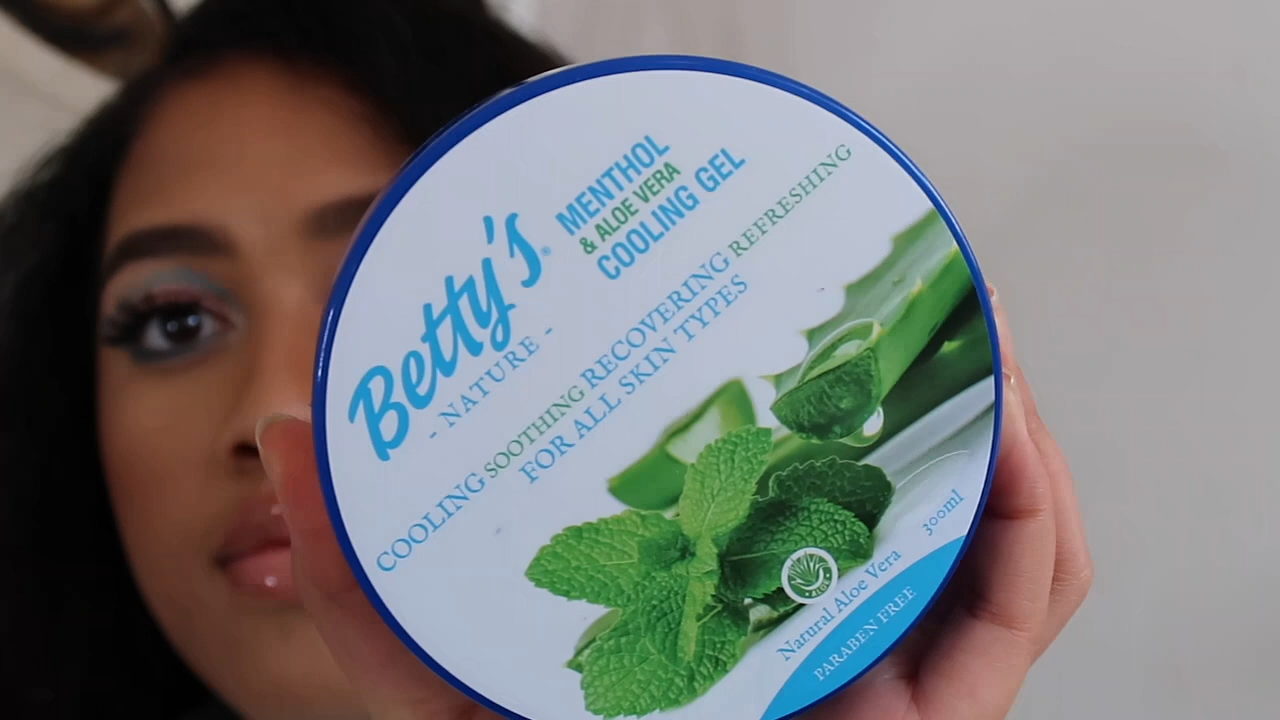 Betty's®
- NATURE -
MENTHOL
& ALOE VERA
COOLING GEL
COOLING SOOTHING RECOVERING REFRESHING
FOR ALL SKIN TYPES
300ml
ALOE
Natural Aloe Vera
PARABEN FREE